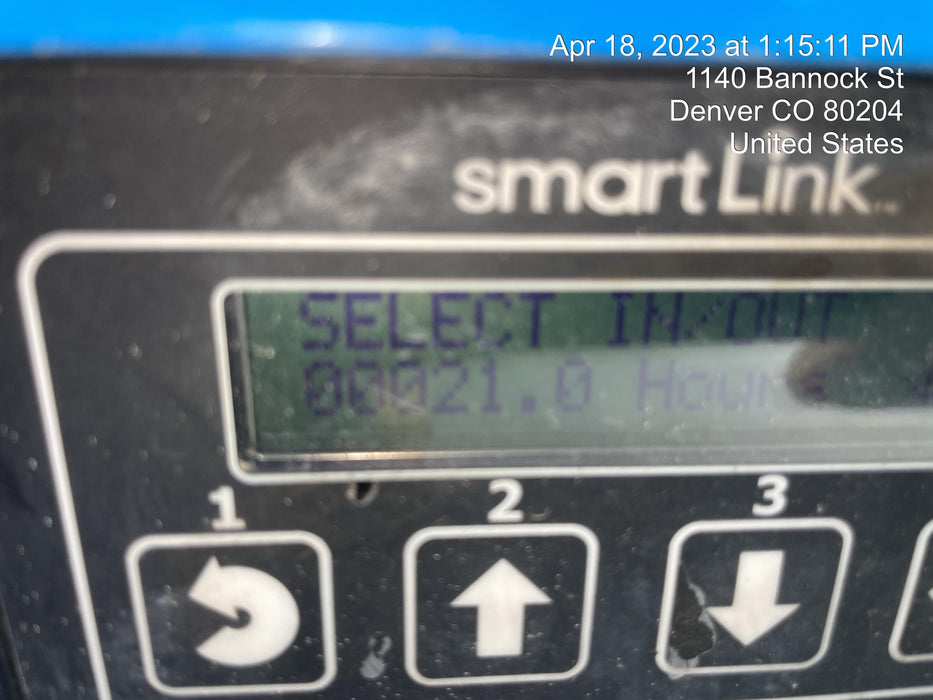 Apr 18, 2023 at 1:15:11 PM
1140 Bannock St
Denver CO 80204
United States
smartLink
SELECT IN/OUT
00021.0 Hours
1 2 3